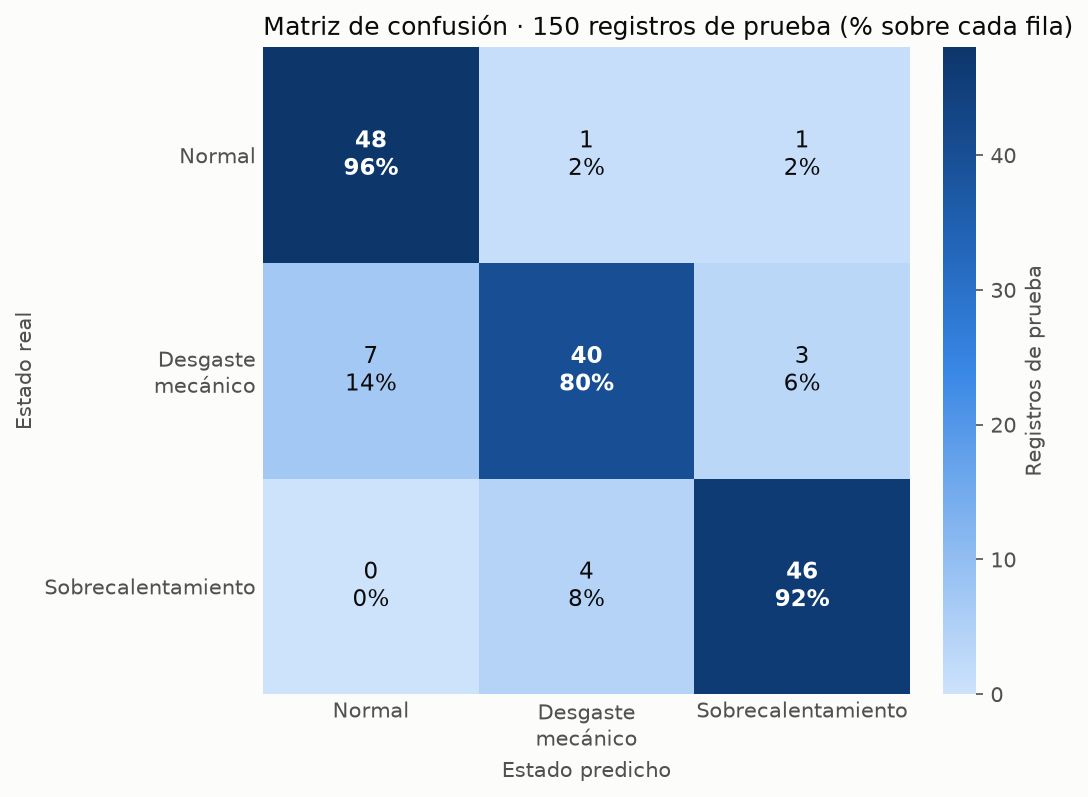 Matriz de confusión · 150 registros de prueba (% sobre cada fila)
Estado real
Normal
48
96%
1
2%
1
2%
Desgaste
mecánico
7
14%
40
80%
3
6%
Sobrecalentamiento
0
0%
4
8%
46
92%
Normal
Desgaste
mecánico
Sobrecalentamiento
Estado predicho
40
30
20
10
0
Registros de prueba